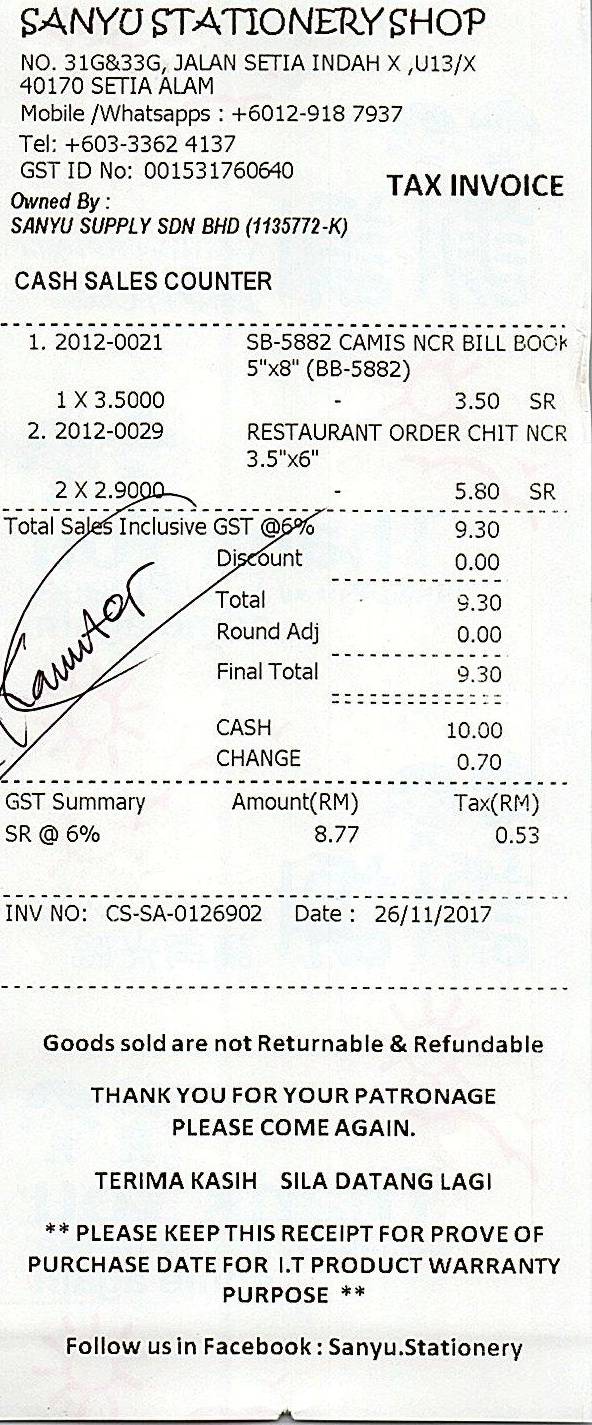 SANYU STATIONERY SHOP
NO. 31G&33G, JALAN SETIA INDAH X ,U13/X
40170 SETIA ALAM
Mobile /Whatsapps : +6012-918 7937
Tel: +603-3362 4137
GST ID No: 001531760640
TAX INVOICE
Owned By :
SANYU SUPPLY SDN BHD (1135772-K)
CASH SALES COUNTER
1. 2012-0021 SB-5882 CAMIS NCR BILL BOOK
5"x8" (BB-5882)
1 X 3.5000 - 3.50 SR
2. 2012-0029 RESTAURANT ORDER CHIT NCR
3.5"x6"
2 X 2.9000 - 5.80 SR
Total Sales Inclusive GST @6% 9.30
Discount 0.00
Total 9.30
Round Adj 0.00
Final Total 9.30
CASH 10.00
CHANGE 0.70
GST Summary Amount(RM) Tax(RM)
SR @ 6% 8.77 0.53
INV NO: CS-SA-0126902 Date : 26/11/2017
Goods sold are not Returnable & Refundable
THANK YOU FOR YOUR PATRONAGE
PLEASE COME AGAIN.
TERIMA KASIH SILA DATANG LAGI
** PLEASE KEEP THIS RECEIPT FOR PROVE OF
PURCHASE DATE FOR I.T PRODUCT WARRANTY
PURPOSE **
Follow us in Facebook : Sanyu.Stationery